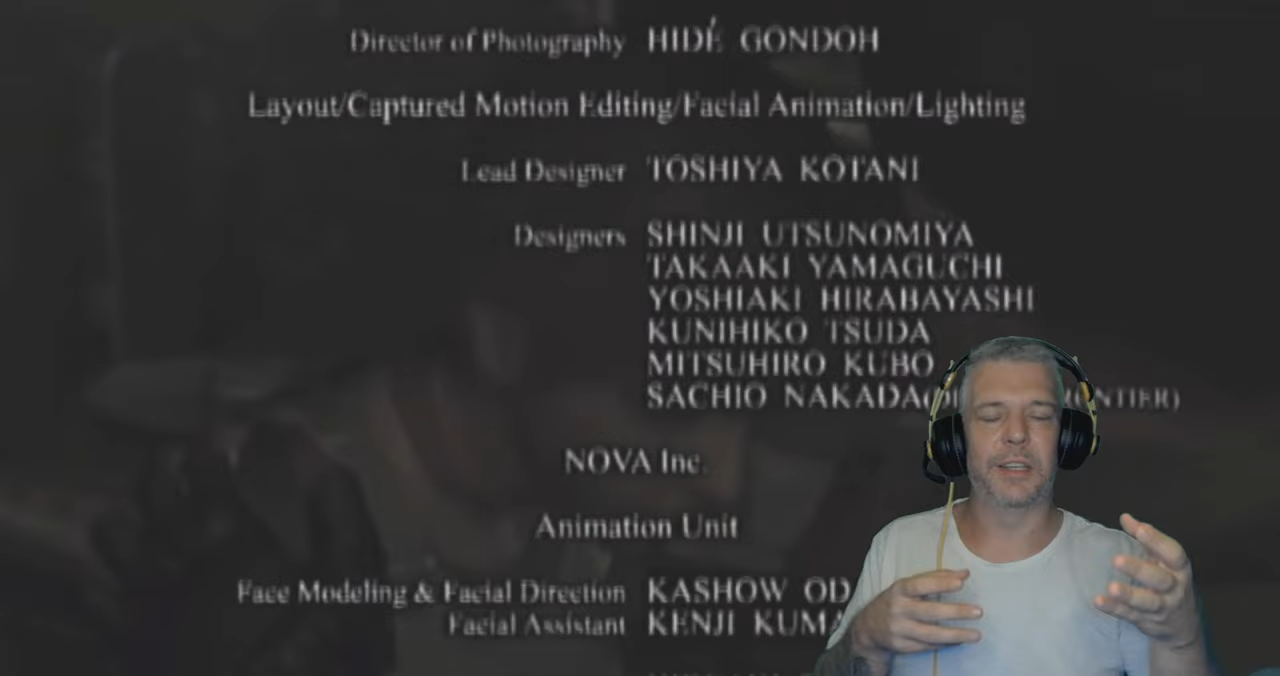 Director of Photography HIDÉ GONDOH
Layout/Captured Motion Editing/Facial Animation/Lighting
Lead Designer TOSHIYA KOTANI
Designers SHINJI UTSUNOMIYA
TAKAAKI YAMAGUCHI
YOSHIAKI HIRABAYASHI
KUNIHIKO TSUDA
MITSUHIRO KUBO
SACHIO NAKADA
NOVA Inc.
Animation Unit
Face Modeling & Facial Direction KASHOW
Facial Assistant KENJI